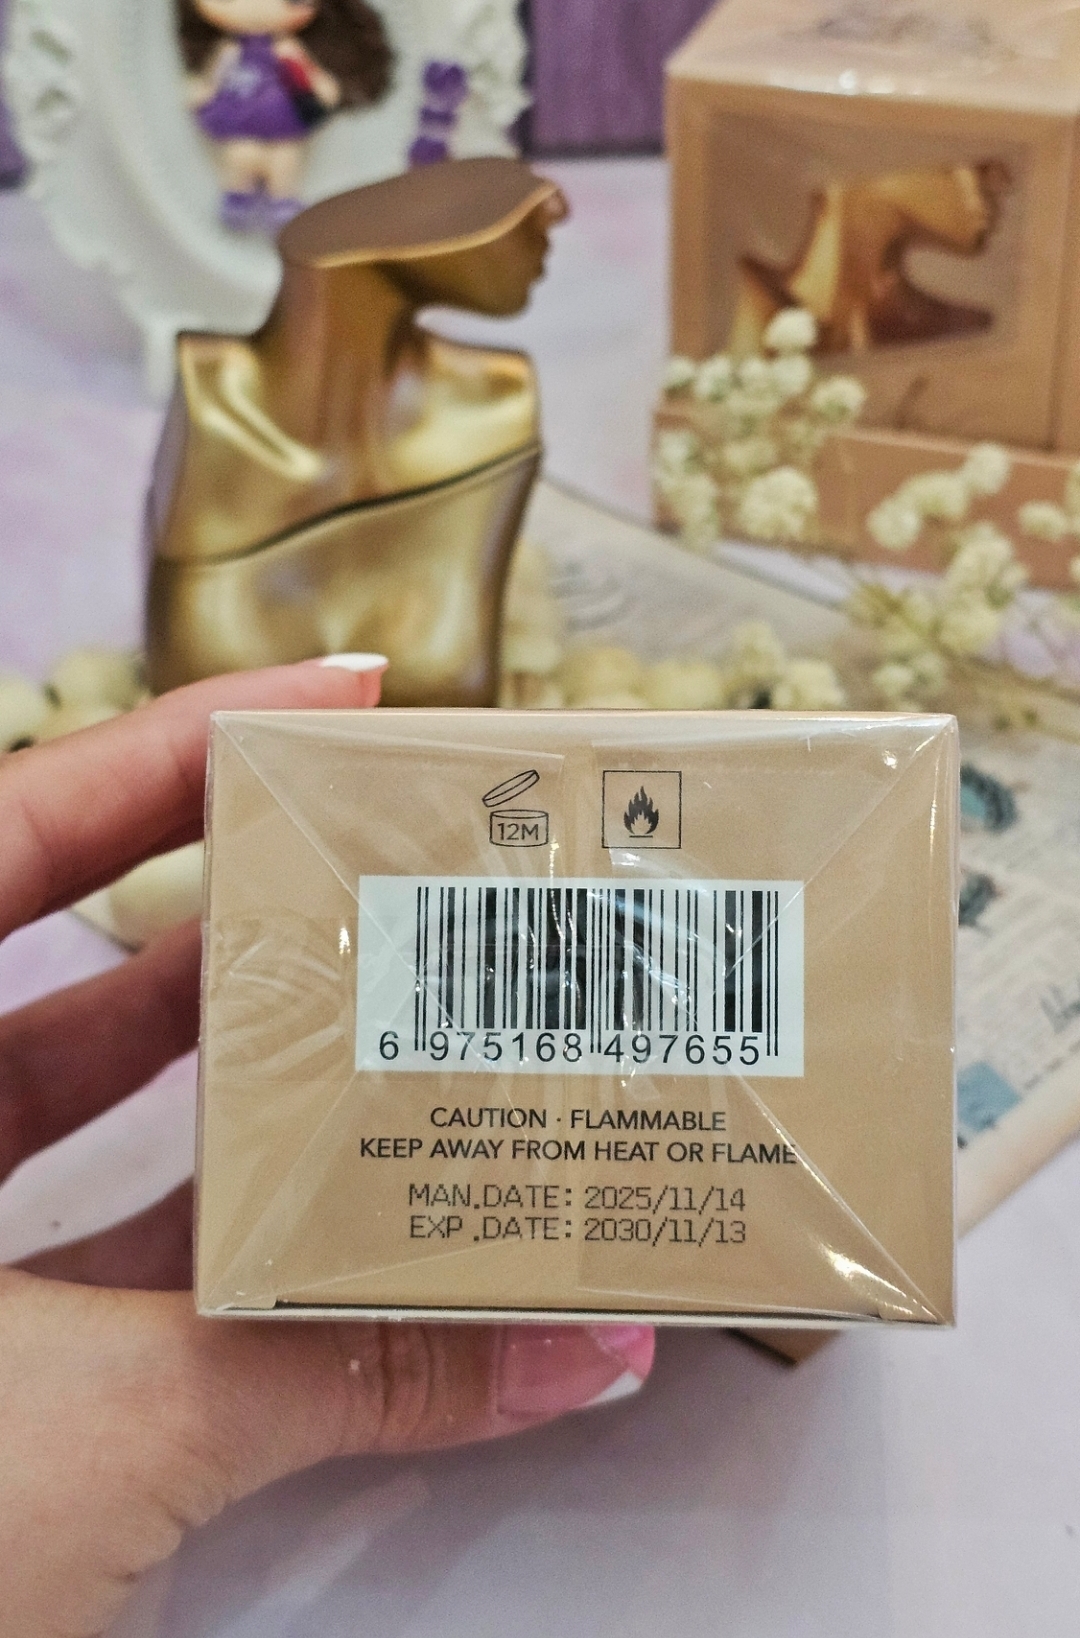 12M
6 975168 497655
CAUTION · FLAMMABLE
KEEP AWAY FROM HEAT OR FLAME
MAN.DATE: 2025/11/14
EXP.DATE: 2030/11/13